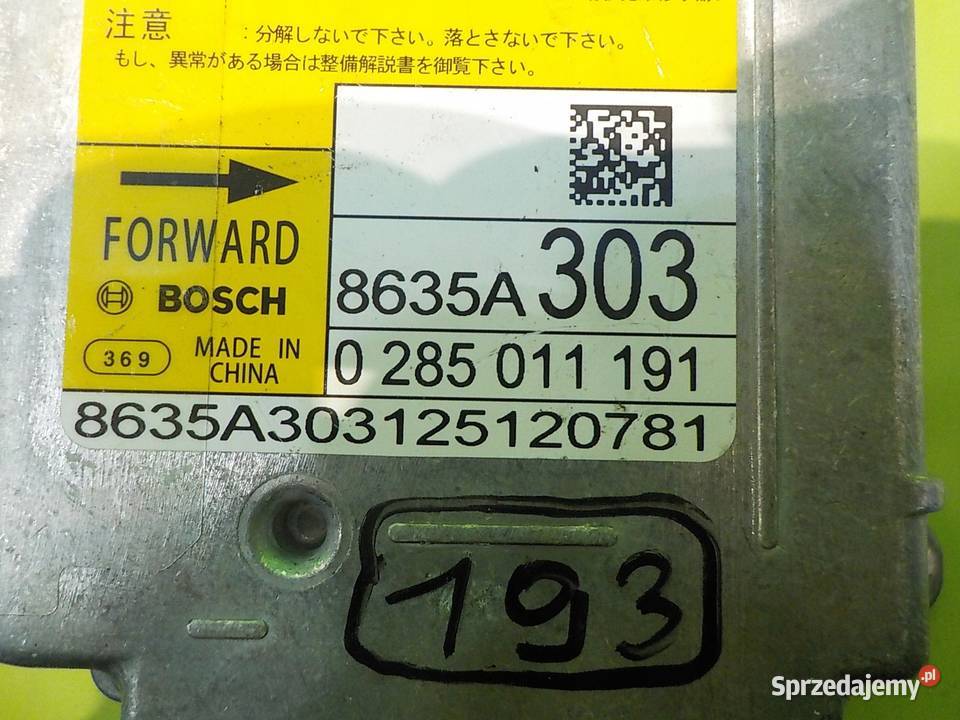 注意 :分解しないで下さい。落とさないで下さい。
もし、異常がある場合は整備解説書を御覧下さい。
FORWARD
BOSCH
369
MADE IN
CHINA
8635A303
0 285 011 191
8635A303125120781
193
Sprzedajemy.pl